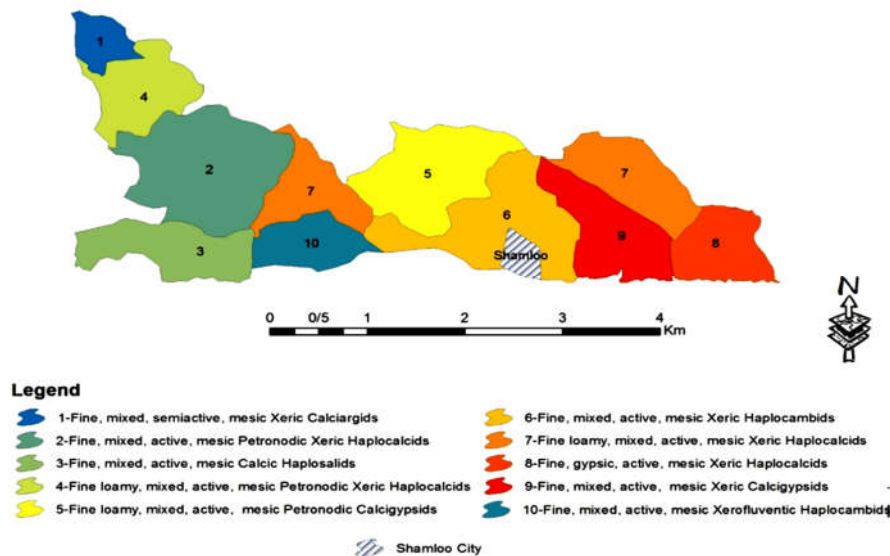 1
4
2
7
5
7
6
3
10
9
8
Shamloo
N
0 0/5 1 2 3 4
Km
Legend
1-Fine, mixed, semiactive, mesic Xeric Calciargids
2-Fine, mixed, active, mesic Petronodic Xeric Haplocalcids
3-Fine, mixed, active, mesic Calcic Haplosalids
4-Fine loamy, mixed, active, mesic Petronodic Xeric Haplocalcids
5-Fine loamy, mixed, active, mesic Petronodic Calcigypsids
6-Fine, mixed, active, mesic Xeric Haplocambids
7-Fine loamy, mixed, active, mesic Xeric Haplocalcids
8-Fine, gypsic, active, mesic Xeric Haplocalcids
9-Fine, mixed, active, mesic Xeric Calcigypsids
10-Fine, mixed, active, mesic Xerofluventic Haplocambids
Shamloo City